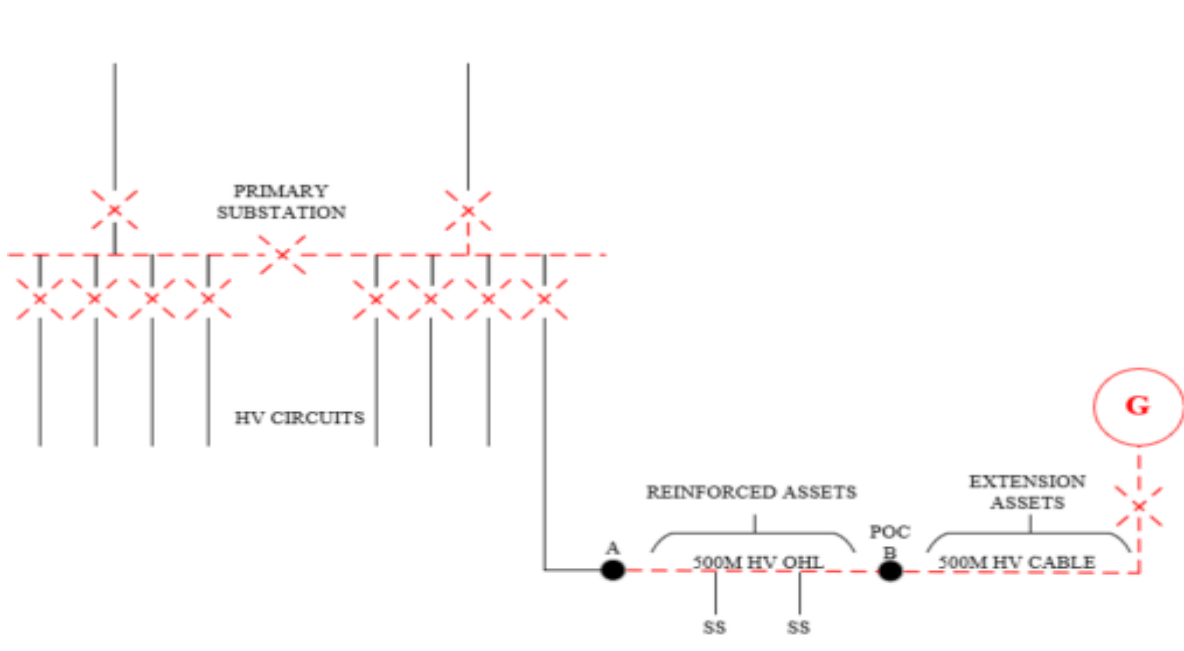 PRIMARY
SUBSTATION
HV CIRCUITS
G
REINFORCED ASSETS
EXTENSION
ASSETS
A
500M HV OHL
POC
B
500M HV CABLE
SS
SS